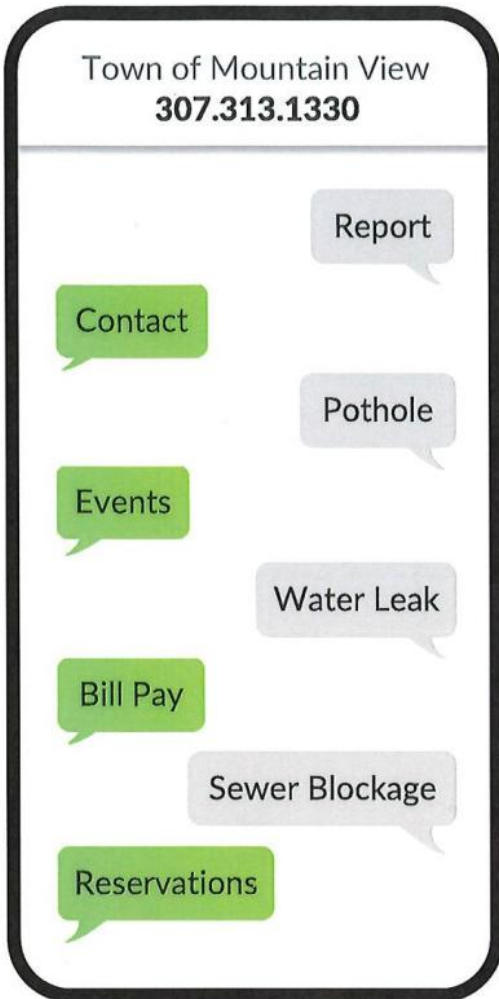 Town of Mountain View
307.313.1330
Report
Contact
Pothole
Events
Water Leak
Bill Pay
Sewer Blockage
Reservations